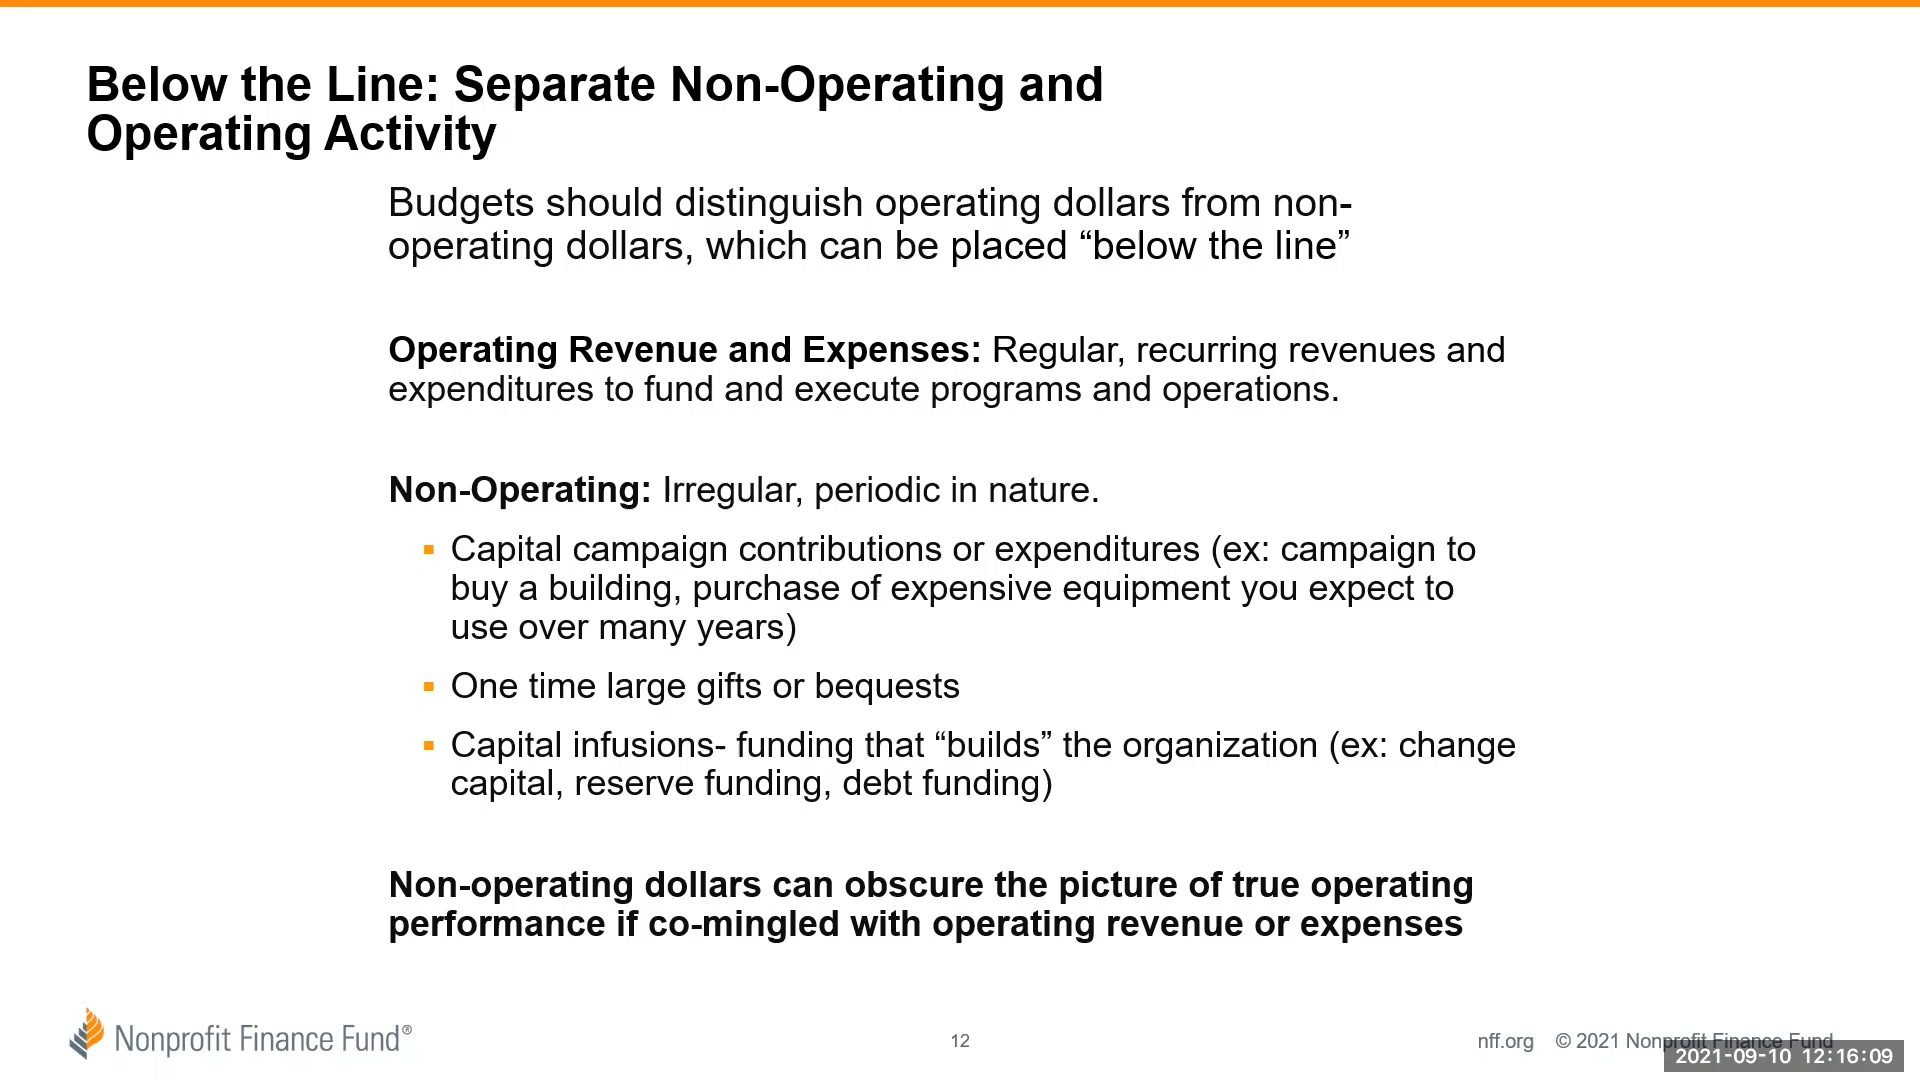 Below the Line: Separate Non-Operating and
Operating Activity
Budgets should distinguish operating dollars from non-
operating dollars, which can be placed “below the line”
Operating Revenue and Expenses: Regular, recurring revenues and
expenditures to fund and execute programs and operations.
Non-Operating: Irregular, periodic in nature.
▪ Capital campaign contributions or expenditures (ex: campaign to
buy a building, purchase of expensive equipment you expect to
use over many years)
▪ One time large gifts or bequests
▪ Capital infusions- funding that “builds” the organization (ex: change
capital, reserve funding, debt funding)
Non-operating dollars can obscure the picture of true operating
performance if co-mingled with operating revenue or expenses
Nonprofit Finance Fund®
12
nff.org © 2021 Nonprofit Finance Fund
2021-09-10 12:16:09